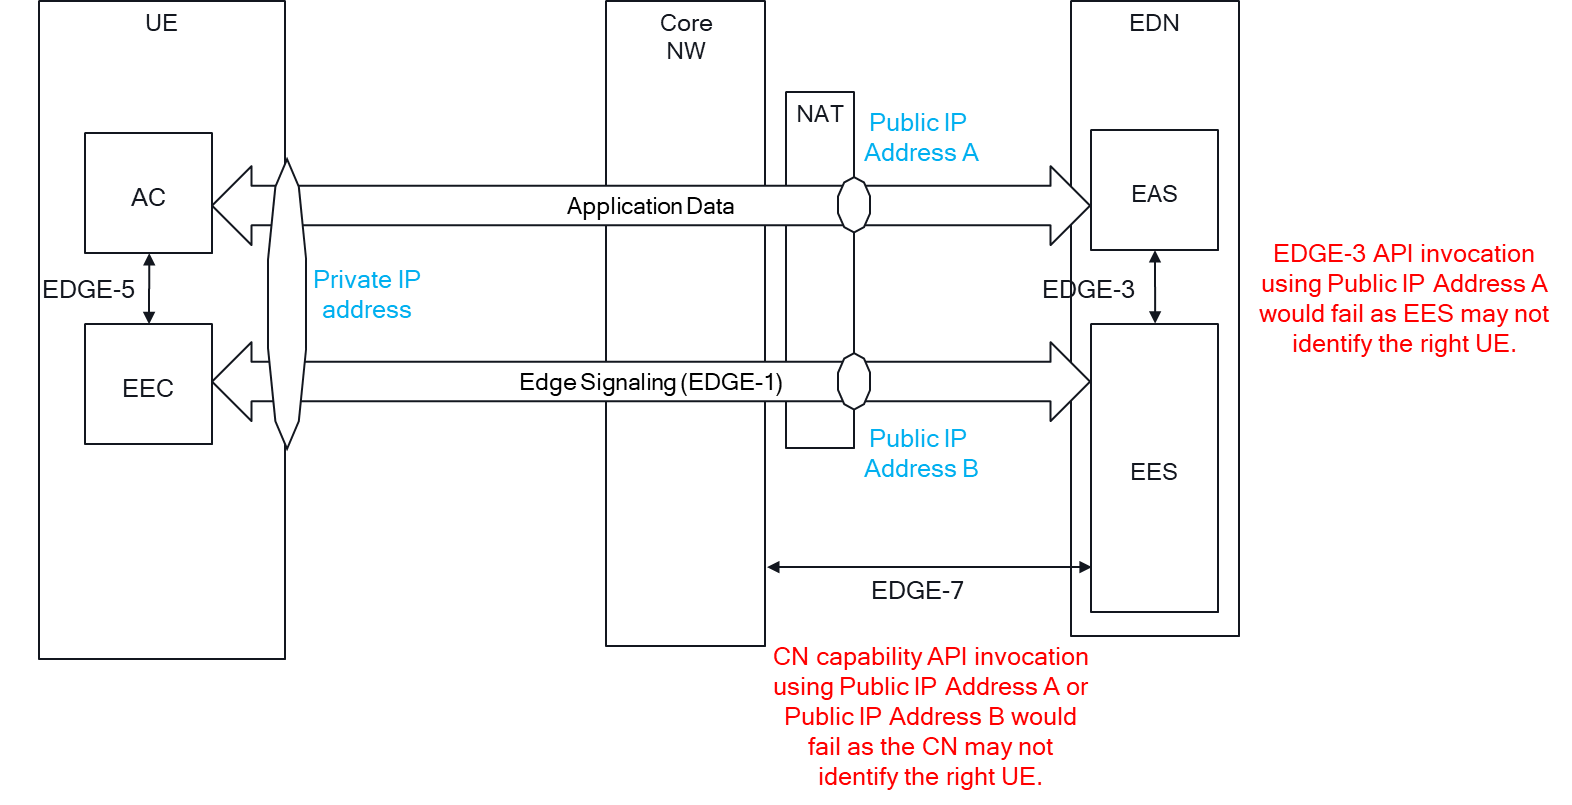 UE
Core
NW
EDN
NAT
Public IP
Address A
AC
EAS
Application Data
EDGE-5
Private IP
address
EDGE-3
EDGE-3 API invocation
using Public IP Address A
would fail as EES may not
identify the right UE.
EEC
Edge Signaling (EDGE-1)
Public IP
Address B
EES
EDGE-7
CN capability API invocation
using Public IP Address A or
Public IP Address B would
fail as the CN may not
identify the right UE.